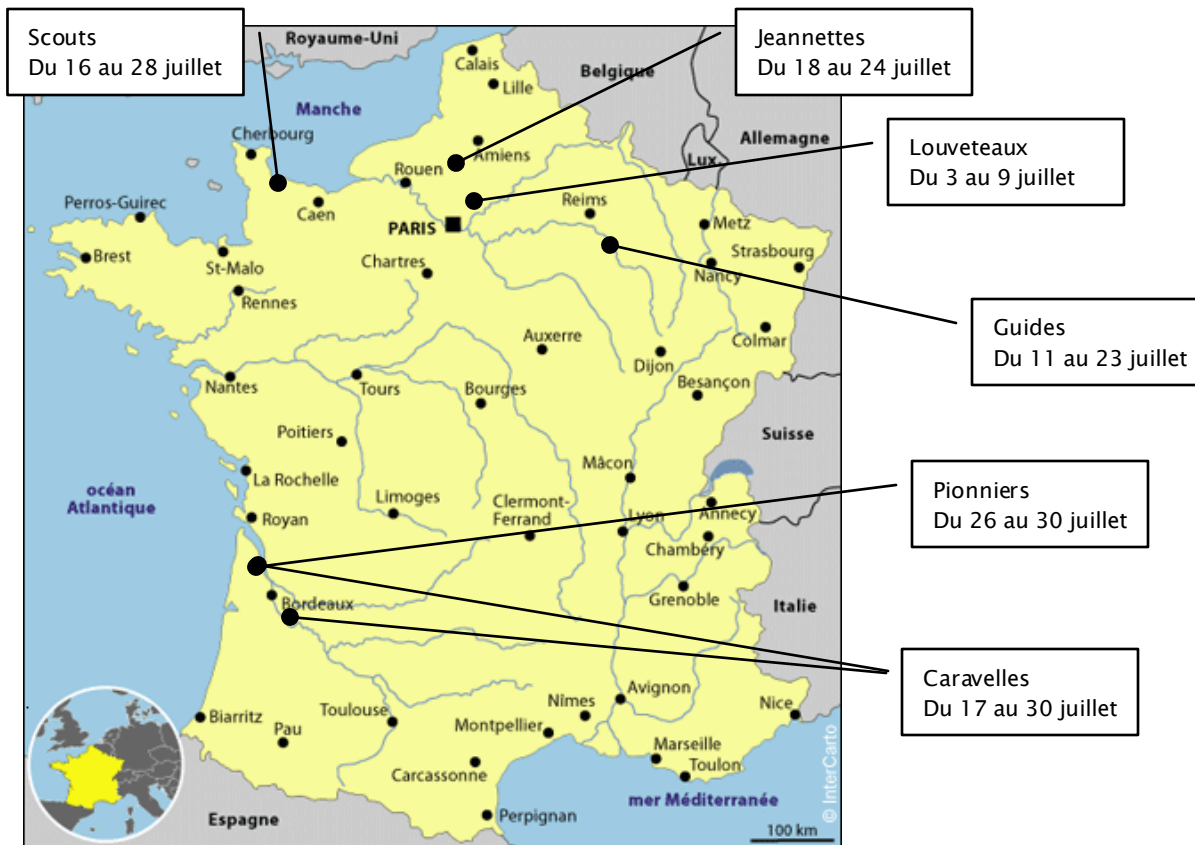 Scouts
Du 16 au 28 juillet
Jeannettes
Du 18 au 24 juillet
Louveteaux
Du 3 au 9 juillet
Guides
Du 11 au 23 juillet
Pionniers
Du 26 au 30 juillet
Caravelles
Du 17 au 30 juillet
Royaume-Uni
Belgique
Allemagne
Lux.
Suisse
Italie
Espagne
Manche
océan
Atlantique
mer Méditerranée
Calais
Lille
Cherbourg
Amiens
Rouen
Caen
Reims
Perros-Guirec
PARIS
Metz
Strasbourg
Brest
St-Malo
Chartres
Nancy
Rennes
Auxerre
Colmar
Dijon
Nantes
Tours
Bourges
Besançon
Poitiers
Mâcon
La Rochelle
Limoges
Clermont-
Ferrand
Annecy
Royan
Lyon
Chambéry
Bordeaux
Grenoble
Avignon
Biarritz
Toulouse
Nîmes
Nice
Pau
Montpellier
Marseille
Carcassonne
Toulon
Perpignan
100 km
© InterCarto